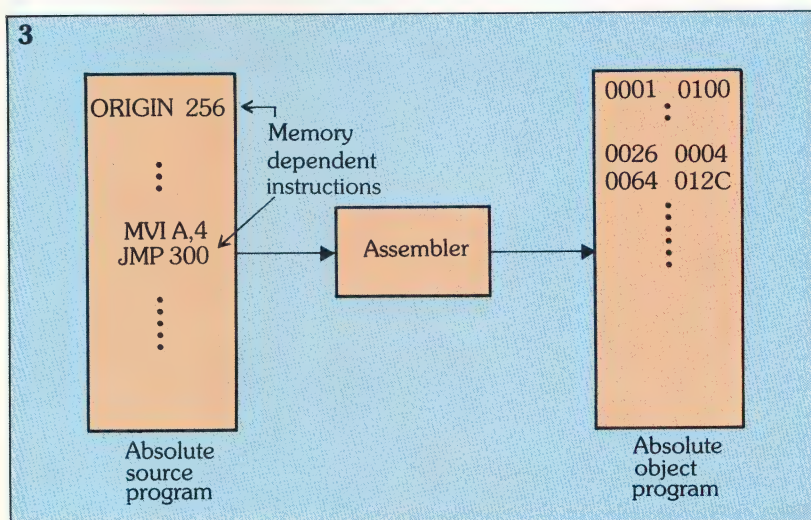 3
ORIGIN 256
Memory
dependent
instructions
MVI A,4
JMP 300
Assembler
0001 0100
0026 0004
0064 012C
Absolute
source
program
Absolute
object
program